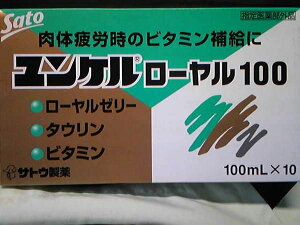 Sato
指定医薬部外品
肉体疲労時のビタミン補給に
ユンケル® ローヤル100
ローヤルゼリー
タウリン
ビタミン
サトウ製薬
100mL×10